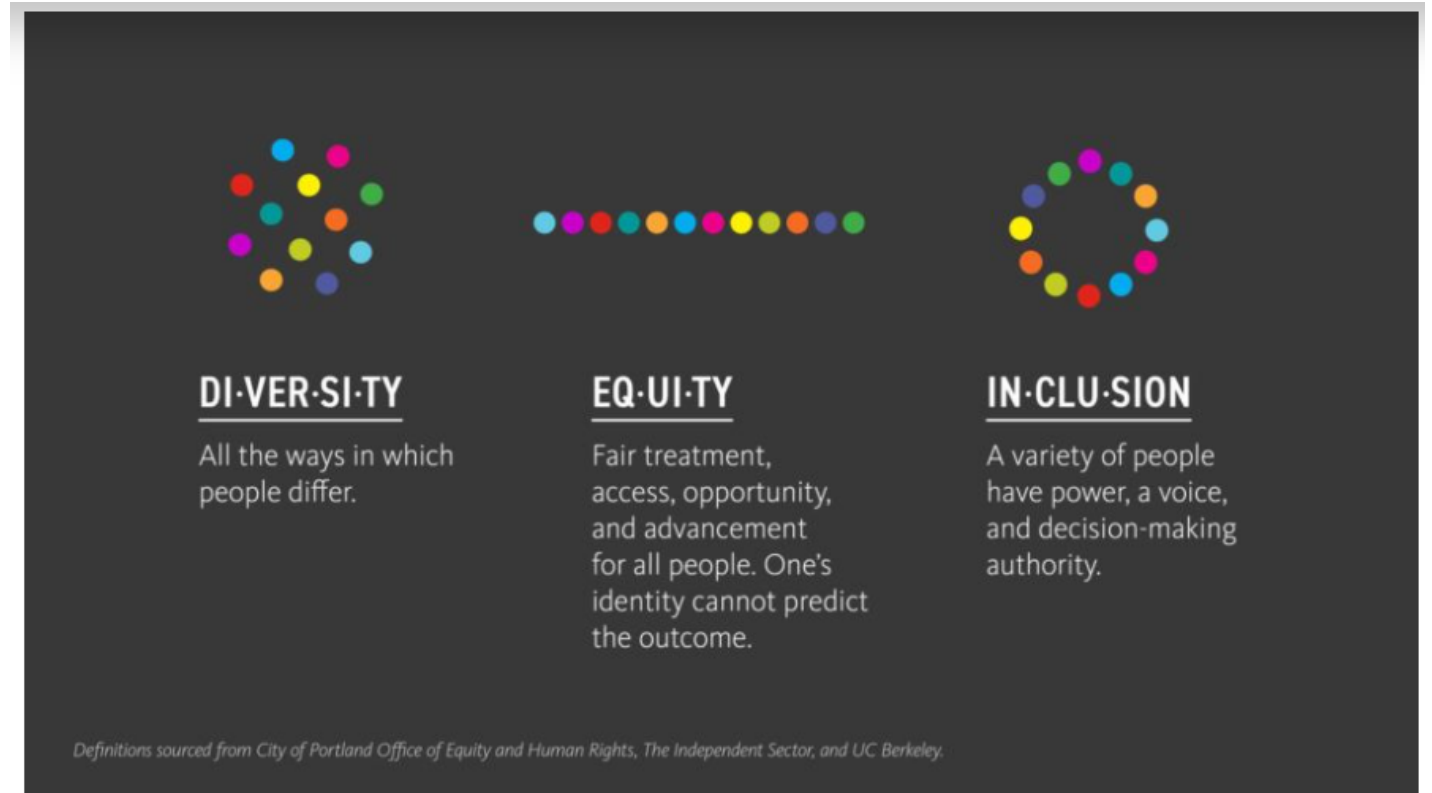 DI·VER·SI·TY
All the ways in which
people differ.
EQ·UI·TY
Fair treatment,
access, opportunity,
and advancement
for all people. One’s
identity cannot predict
the outcome.
IN·CLU·SION
A variety of people
have power, a voice,
and decision-making
authority.
Definitions sourced from City of Portland Office of Equity and Human Rights, The Independent Sector, and UC Berkeley.